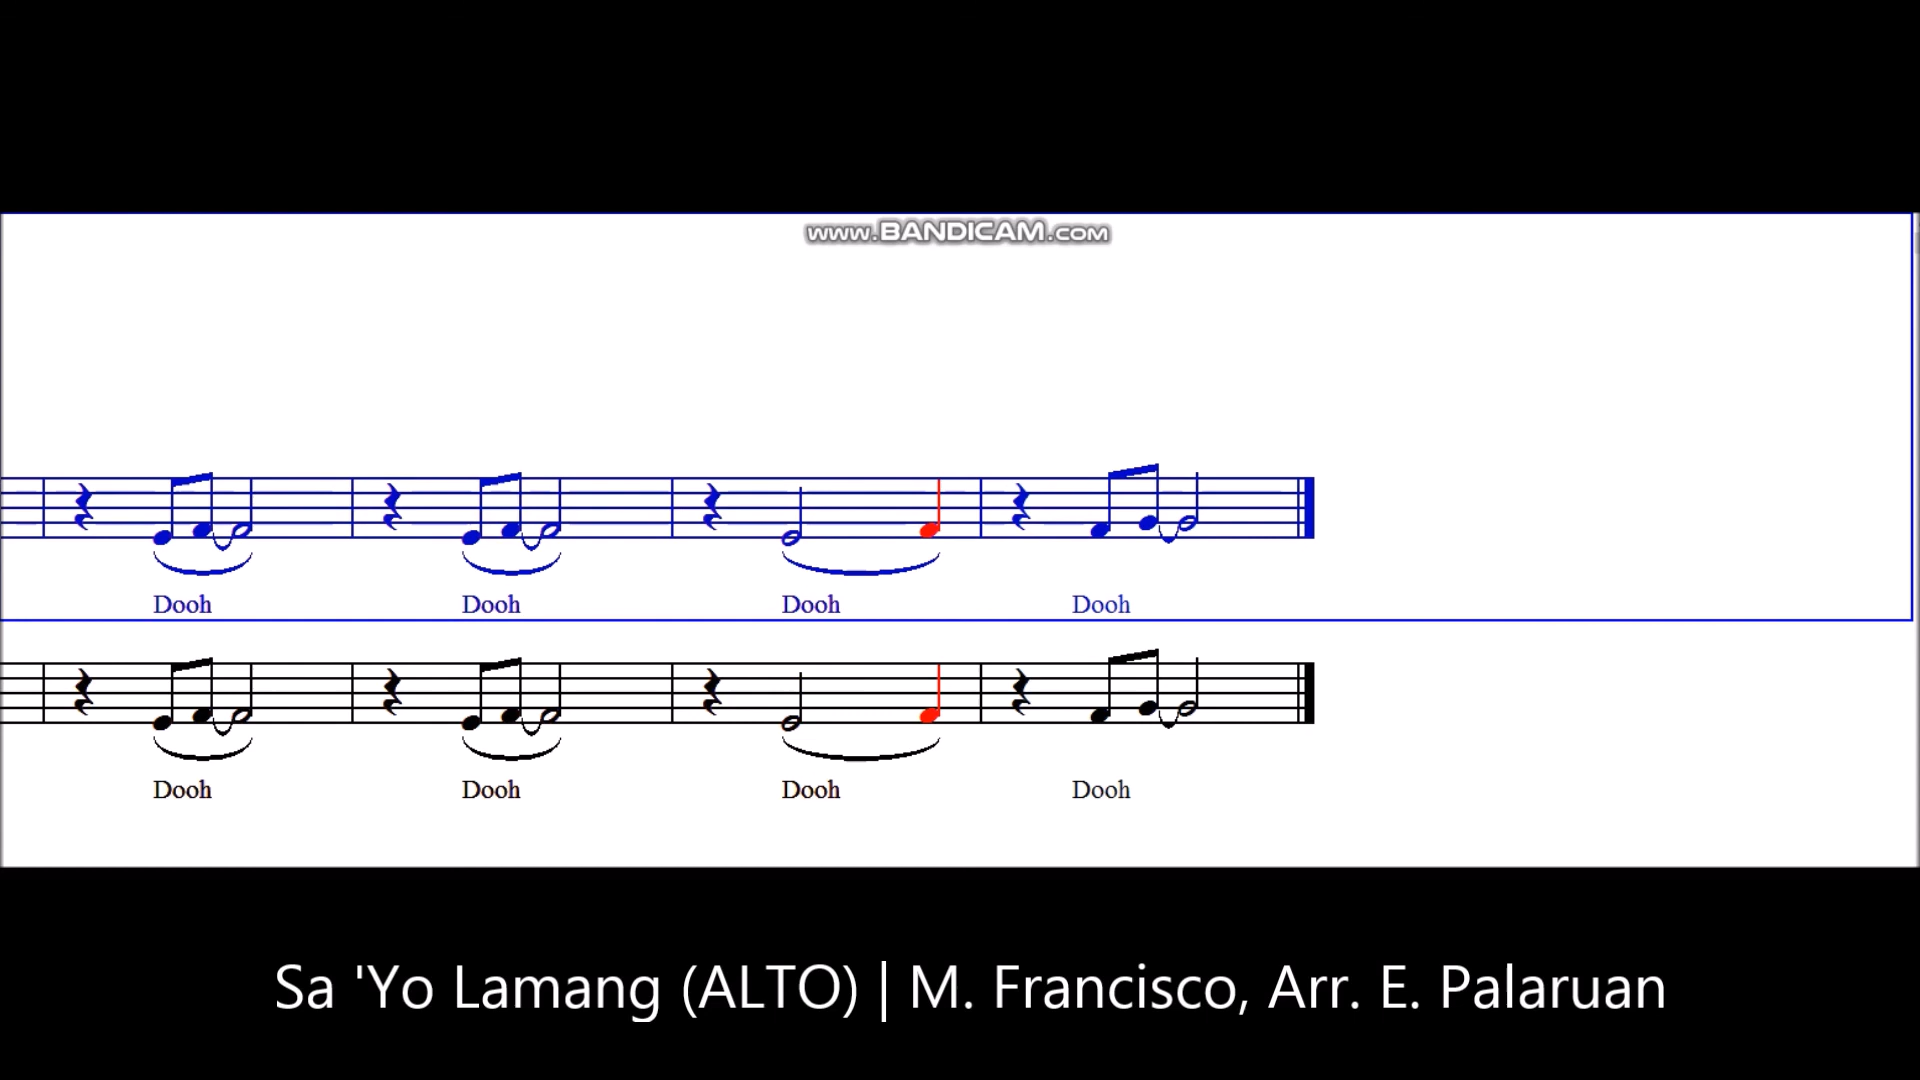 www.BANDICAM.com
Dooh Dooh Dooh Dooh
Dooh Dooh Dooh Dooh
Sa 'Yo Lamang (ALTO) | M. Francisco, Arr. E. Palaruan